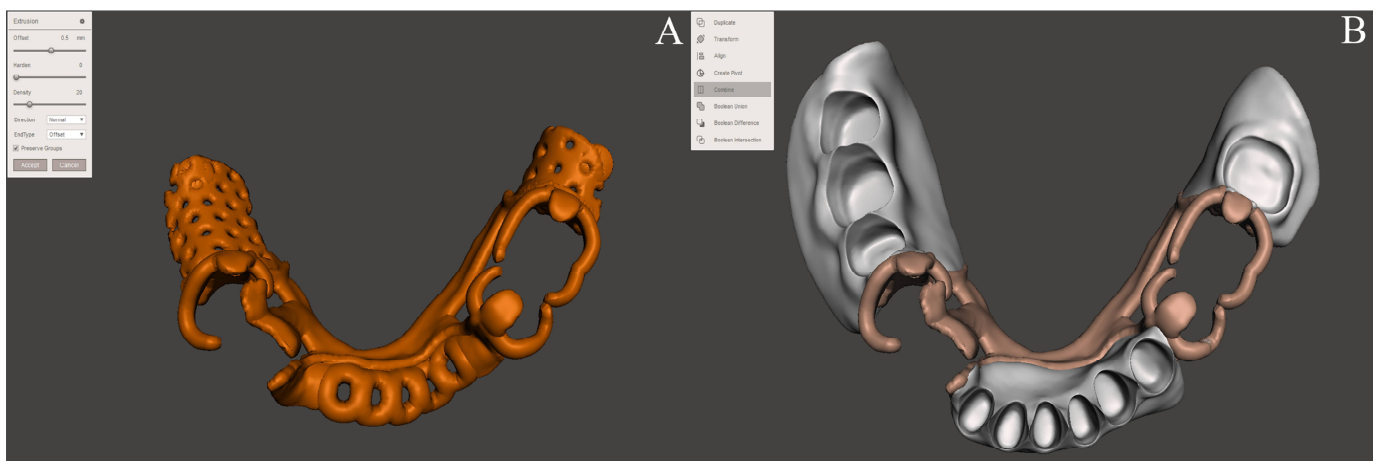 Extrusion
Offset 0.5 mm
Harden 0
Density 20
Direction Normal
EndType Offset
Preserve Groups
Accept Cancel
A
Duplicate
Transform
Align
Create Pivot
Combine
Boolean Union
Boolean Difference
Boolean Intersection
B